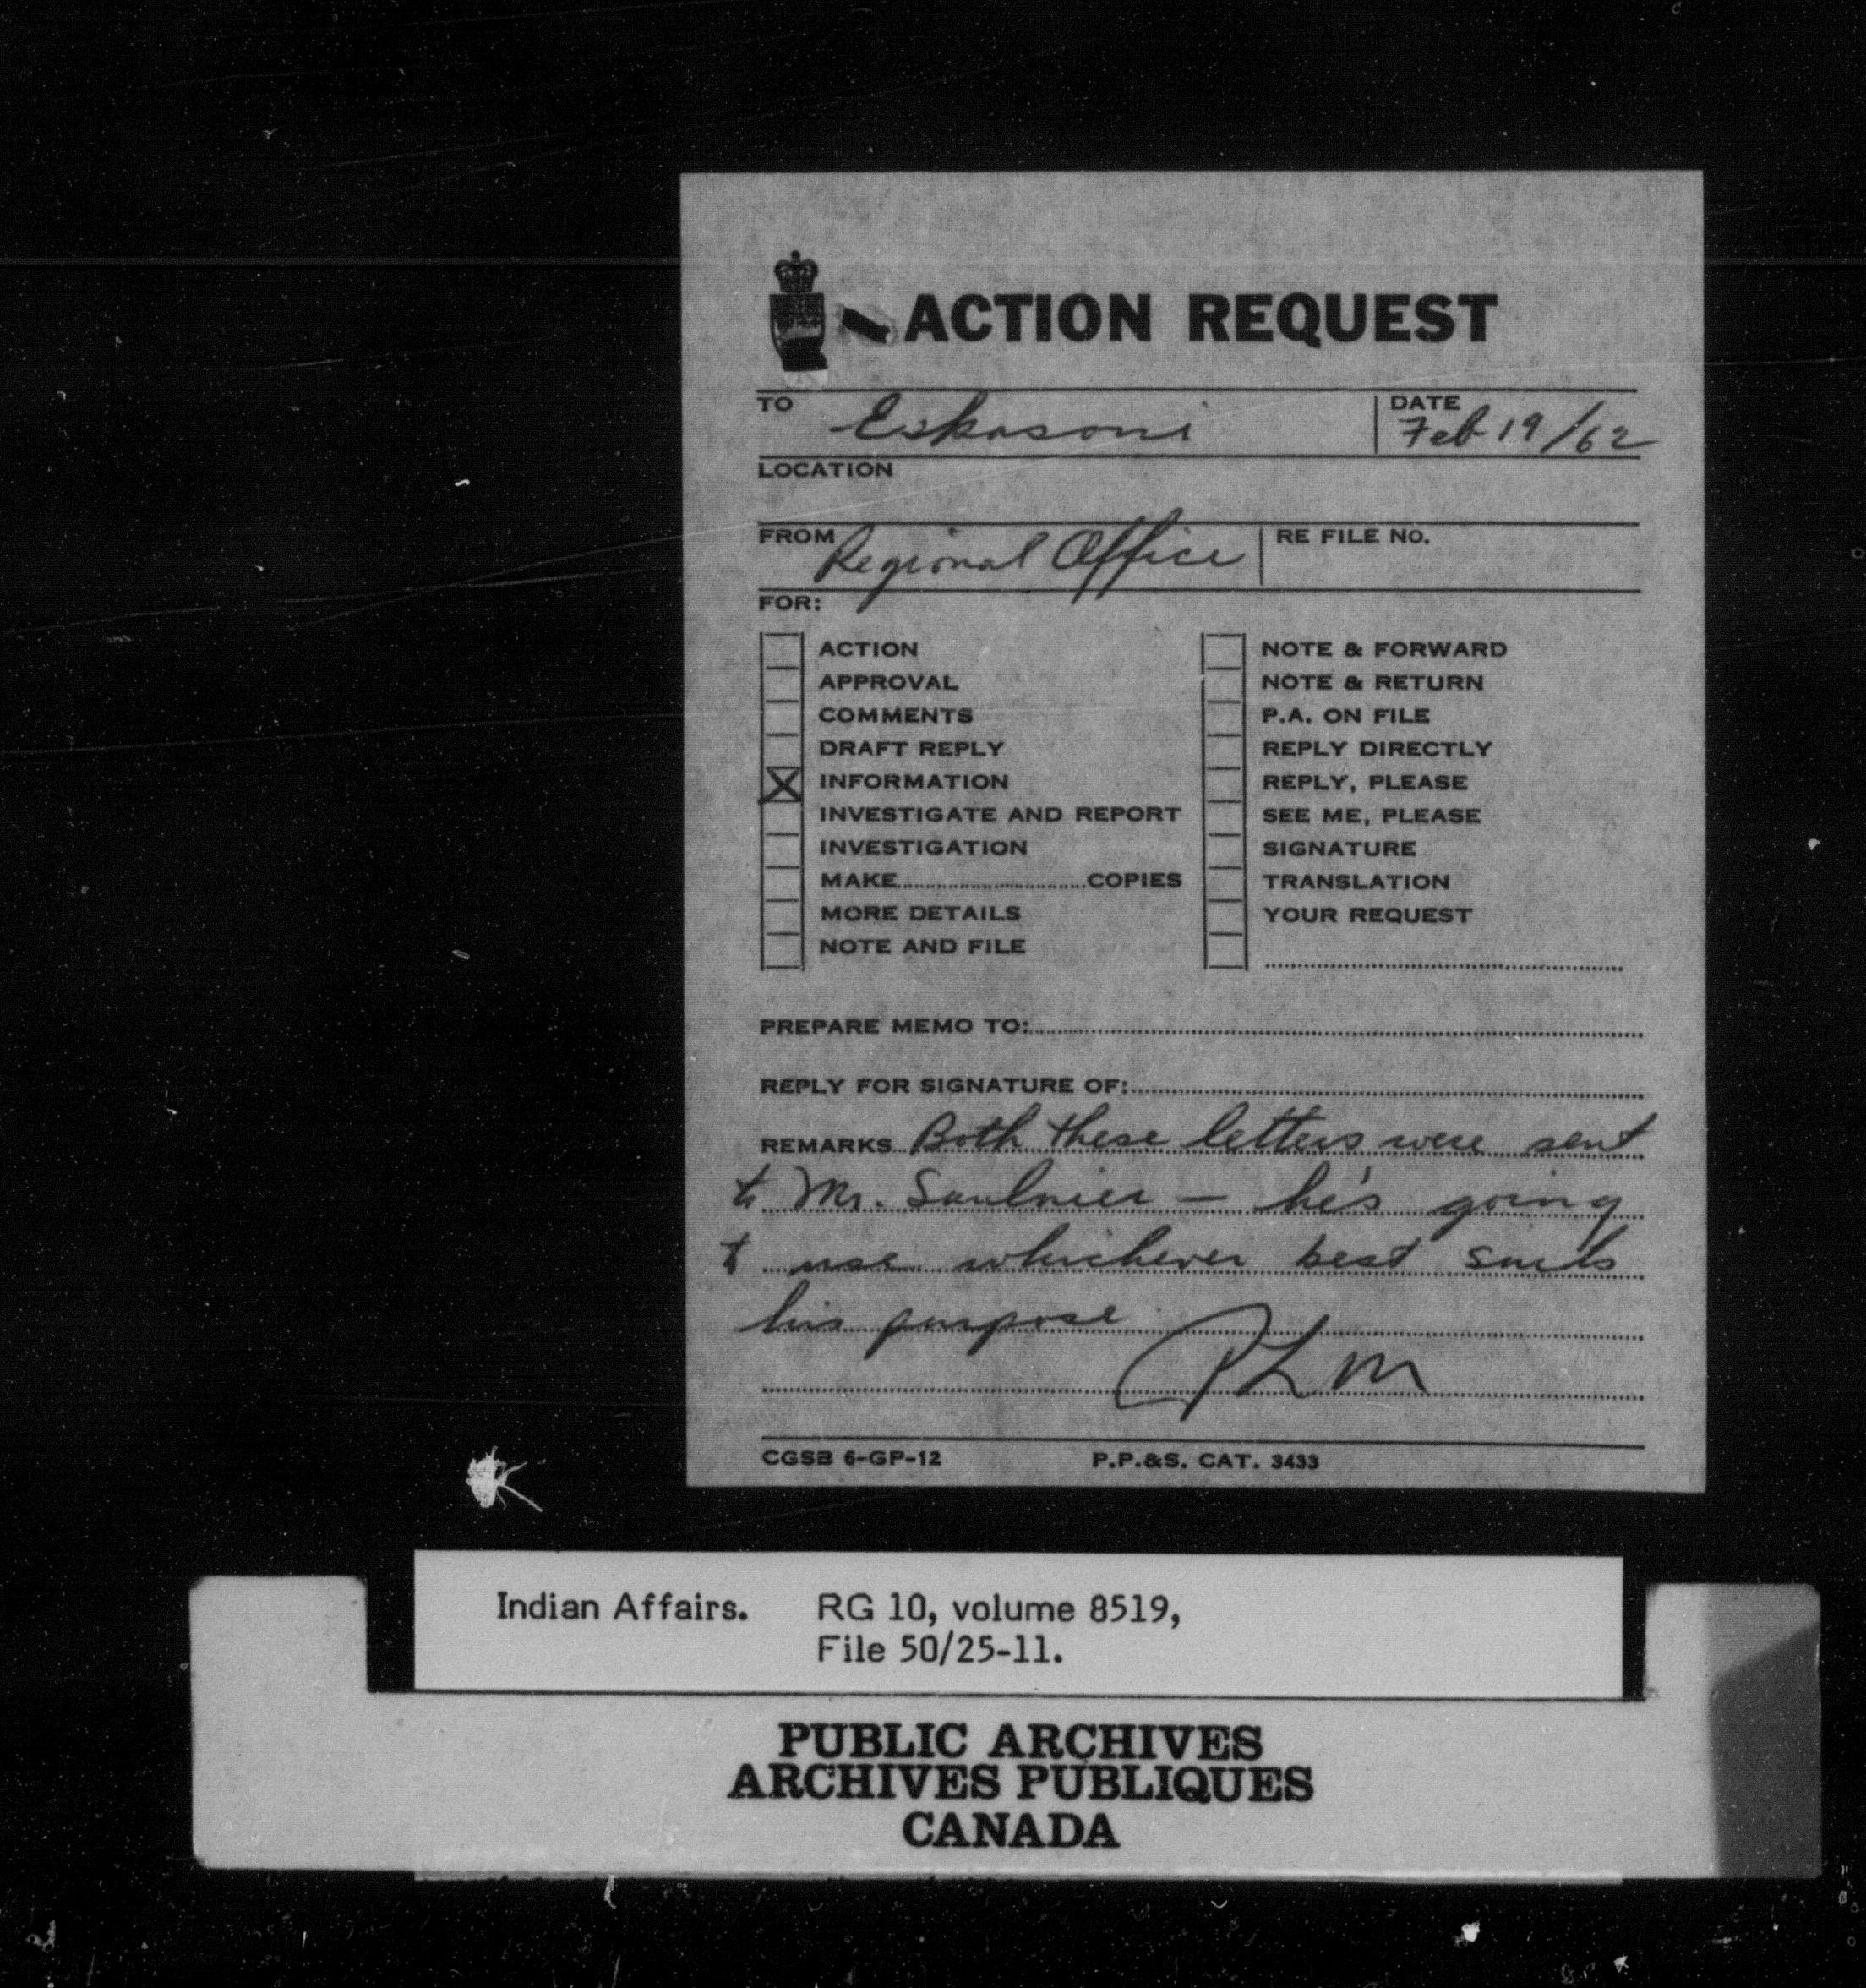 ACTION REQUEST
TO Eskasoni DATE Feb 19/62
LOCATION
FROM Regional Office RE FILE NO.
FOR:
ACTION NOTE & FORWARD
APPROVAL NOTE & RETURN
COMMENTS P.A. ON FILE
DRAFT REPLY REPLY DIRECTLY
X INFORMATION REPLY, PLEASE
INVESTIGATE AND REPORT SEE ME, PLEASE
INVESTIGATION SIGNATURE
MAKE........COPIES TRANSLATION
MORE DETAILS YOUR REQUEST
NOTE AND FILE
PREPARE MEMO TO:
REPLY FOR SIGNATURE OF:
REMARKS Both these letters were sent
to Mr. Saulnier — he's going
to use whichever best suits
his purpose
PLM
CGSB 6-GP-12 P.P.&S. CAT. 3433
Indian Affairs. RG 10, volume 8519,
File 50/25-11.
PUBLIC ARCHIVES
ARCHIVES PUBLIQUES
CANADA